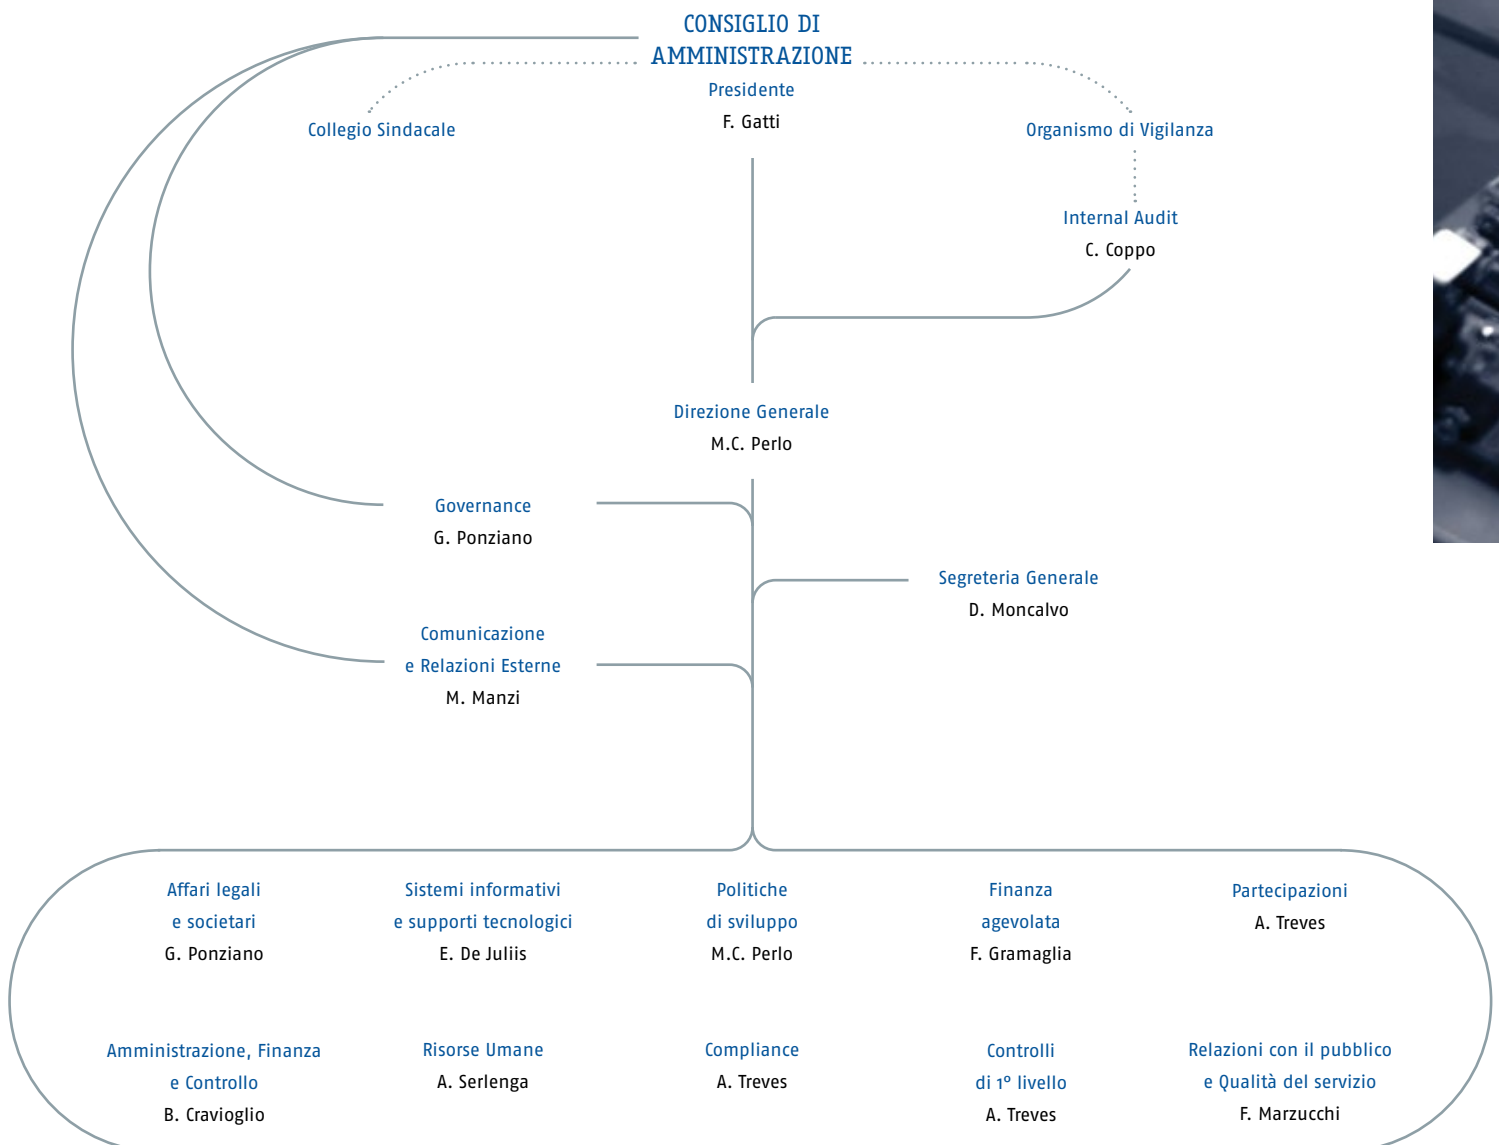 CONSIGLIO DI
AMMINISTRAZIONE
Presidente
F. Gatti
Collegio Sindacale
Organismo di Vigilanza
Internal Audit
C. Coppo
Direzione Generale
M.C. Perlo
Governance
G. Ponziano
Segreteria Generale
D. Moncalvo
Comunicazione
e Relazioni Esterne
M. Manzi
Affari legali
e societari
G. Ponziano
Sistemi informativi
e supporti tecnologici
E. De Juliis
Politiche
di sviluppo
M.C. Perlo
Finanza
agevolata
F. Gramaglia
Partecipazioni
A. Treves
Amministrazione, Finanza
e Controllo
B. Cravioglio
Risorse Umane
A. Serlenga
Compliance
A. Treves
Controlli
di 1° livello
A. Treves
Relazioni con il pubblico
e Qualità del servizio
F. Marzucchi